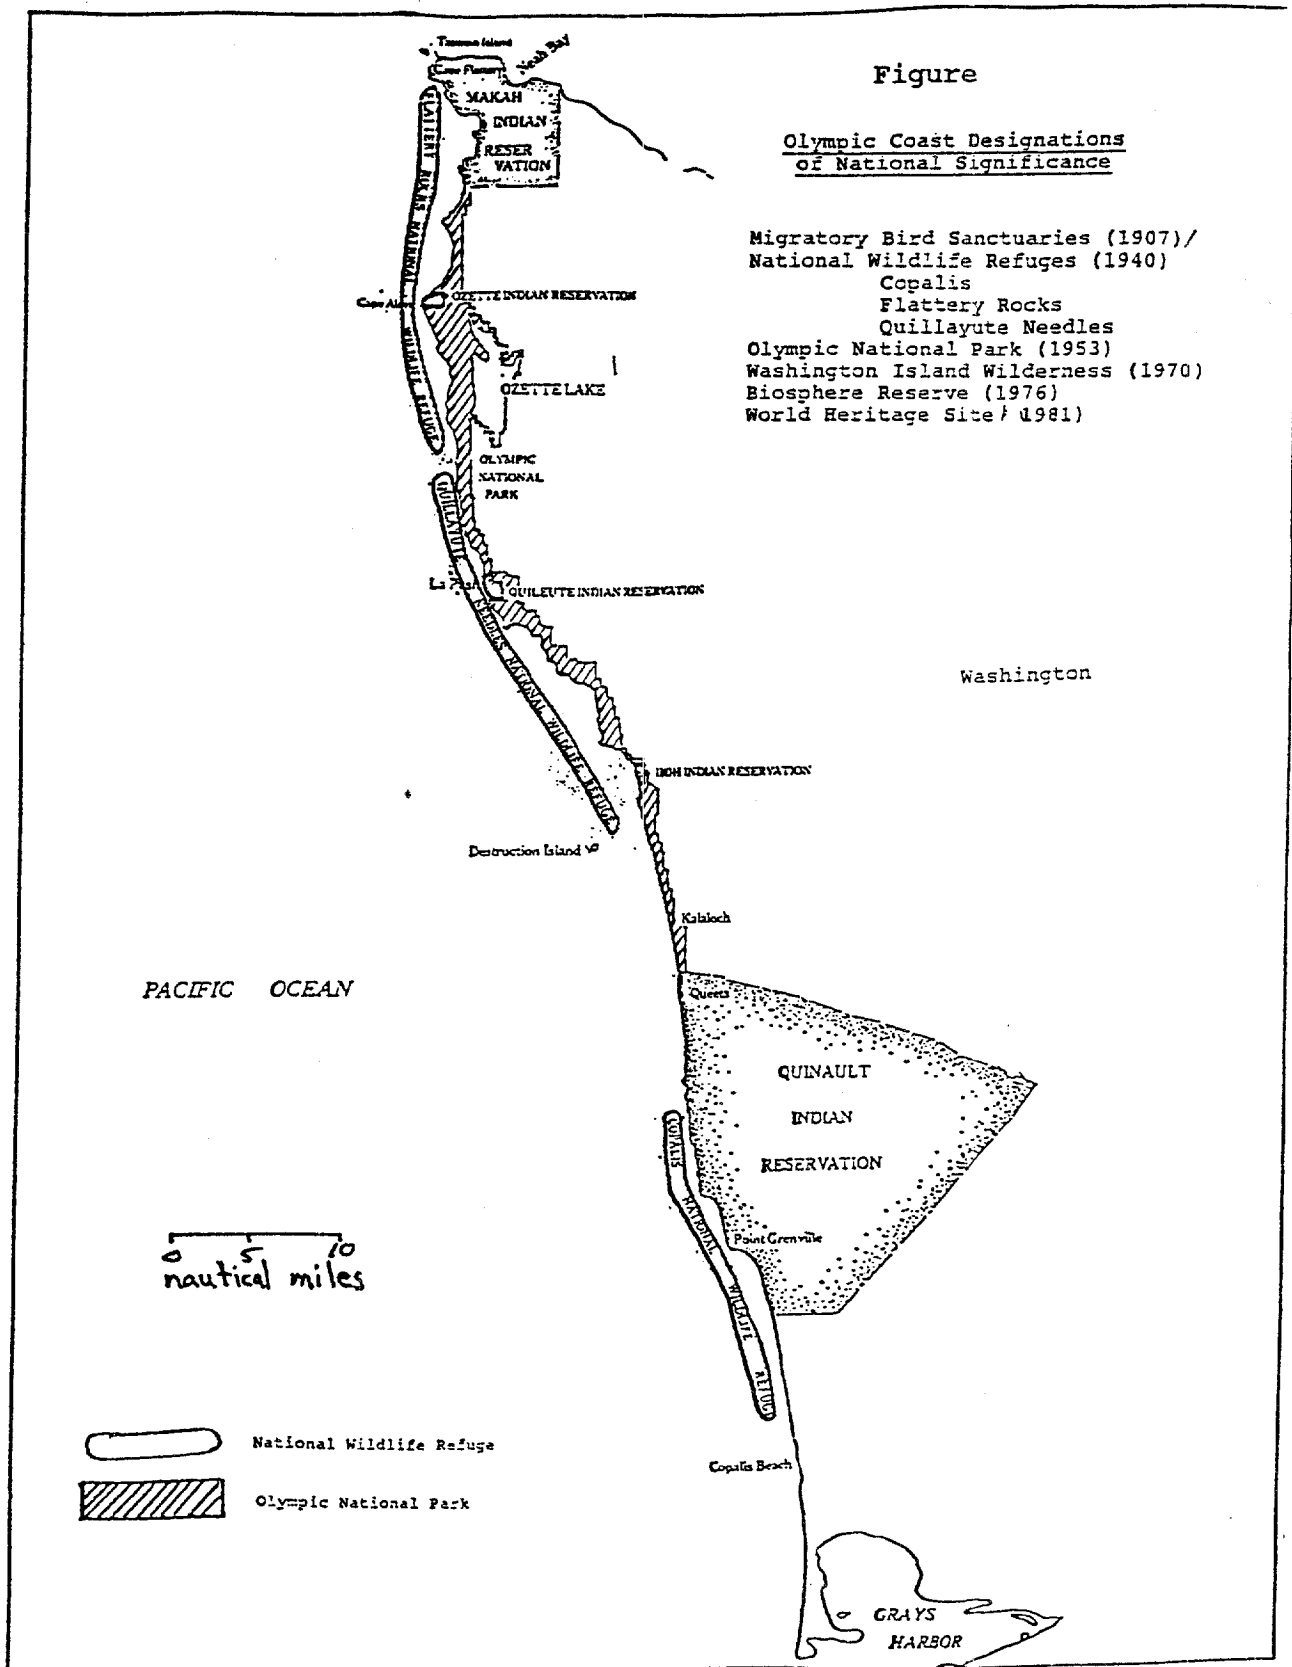 Figure
Olympic Coast Designations
of National Significance
Migratory Bird Sanctuaries (1907)/
National Wildlife Refuges (1940)
Copalis
Flattery Rocks
Quillayute Needles
Olympic National Park (1953)
Washington Island Wilderness (1970)
Biosphere Reserve (1976)
World Heritage Site (1981)
Island
Cape Flattery
Neah Bay
MAKAH
INDIAN
RESER
VATION
FLATTERY ROCKS NATIONAL WILDLIFE REFUGE
Cape
OZETTE INDIAN RESERVATION
OZETTE LAKE
OLYMPIC
NATIONAL
PARK
QUILLAYUTE NEEDLES NATIONAL WILDLIFE REFUGE
La Push
QUILEUTE INDIAN RESERVATION
Washington
HOH INDIAN RESERVATION
Destruction Island
Kalaloch
PACIFIC OCEAN
Queets
QUINAULT
INDIAN
RESERVATION
COPALIS NATIONAL WILDLIFE REFUGE
Point Grenville
0 5 10
nautical miles
National Wildlife Refuge
Olympic National Park
Copalis Beach
GRAYS
HARBOR